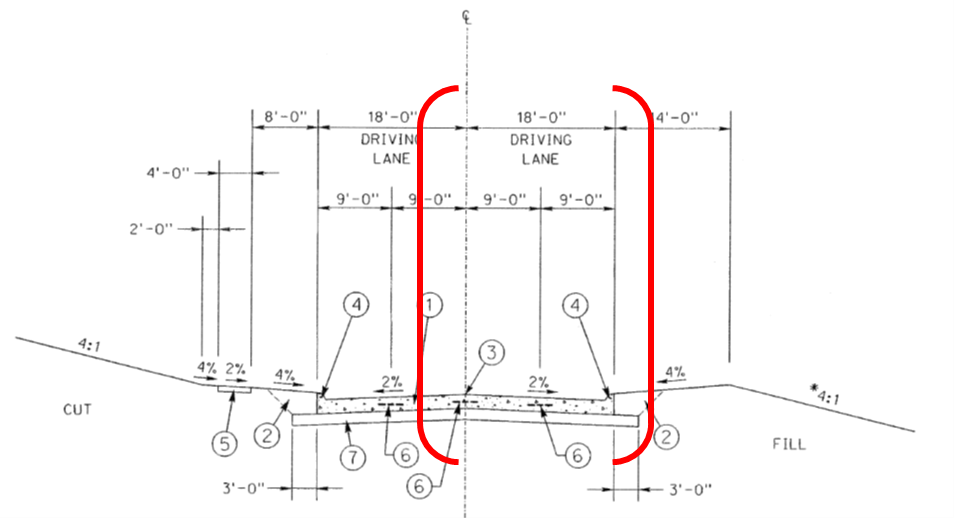 ℄
8'-0" 18'-0" 18'-0" 4'-0"
DRIVING DRIVING
LANE LANE
4'-0"
9'-0" 9'-0" 9'-0" 9'-0"
2'-0"
4 1 4
3
4:1 4% 2% 4% 2% 2% 4%
*4:1
CUT
2 2
5 7 6 6
FILL
6
3'-0" 3'-0"